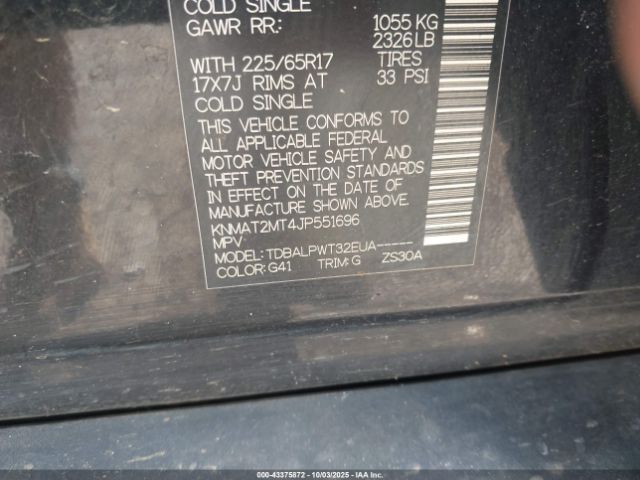 COLD SINGLE
GAWR RR: 1055 KG
2326 LB
WITH 225/65R17 TIRES
17X7J RIMS AT 33 PSI
COLD SINGLE
THIS VEHICLE CONFORMS TO
ALL APPLICABLE FEDERAL
MOTOR VEHICLE SAFETY AND
THEFT PREVENTION STANDARDS
IN EFFECT ON THE DATE OF
MANUFACTURE SHOWN ABOVE.
KNMAT2MT4JP551696
MPV
MODEL: TDBALPWT32EUA-----
COLOR: G41 TRIM: G ZS30A
000-43375872 | 10/03/2025 | IAAI.COM